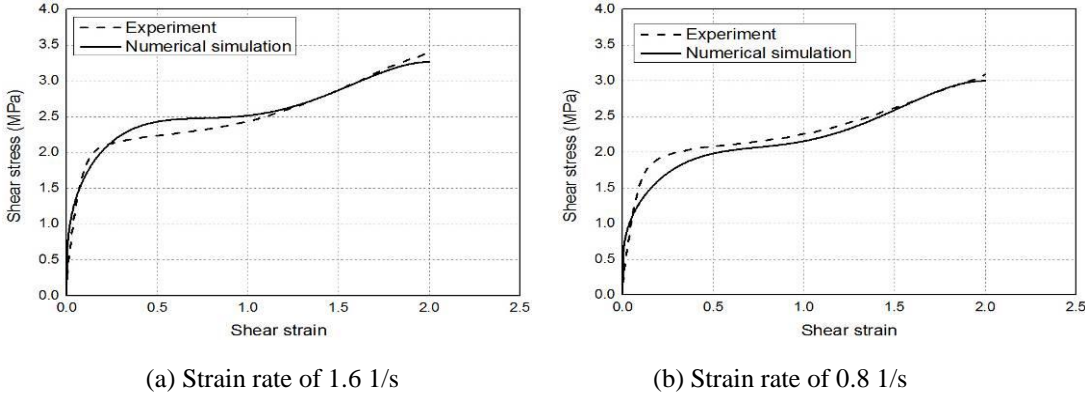 4.0
3.5
3.0
2.5
2.0
1.5
1.0
0.5
0.0
Shear stress (MPa)
Experiment
Numerical simulation
0.0 0.5 1.0 1.5 2.0 2.5
Shear strain
(a) Strain rate of 1.6 1/s
4.0
3.5
3.0
2.5
2.0
1.5
1.0
0.5
0.0
Shear stress (MPa)
Experiment
Numerical simulation
0.0 0.5 1.0 1.5 2.0 2.5
Shear strain
(b) Strain rate of 0.8 1/s